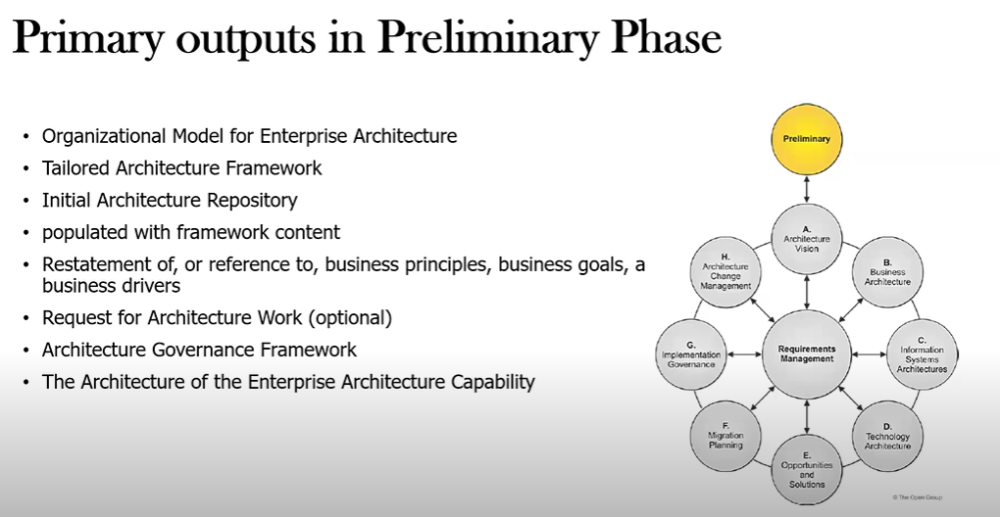 Primary outputs in Preliminary Phase
• Organizational Model for Enterprise Architecture
• Tailored Architecture Framework
• Initial Architecture Repository
• populated with framework content
• Restatement of, or reference to, business principles, business goals, a
business drivers
• Request for Architecture Work (optional)
• Architecture Governance Framework
• The Architecture of the Enterprise Architecture Capability
Preliminary
A.
Architecture
Vision
B.
Business
Architecture
C.
Information
Systems
Architectures
D.
Technology
Architecture
E.
Opportunities
and
Solutions
F.
Migration
Planning
G.
Implementation
Governance
H.
Architecture
Change
Management
Requirements
Management
© The Open Group